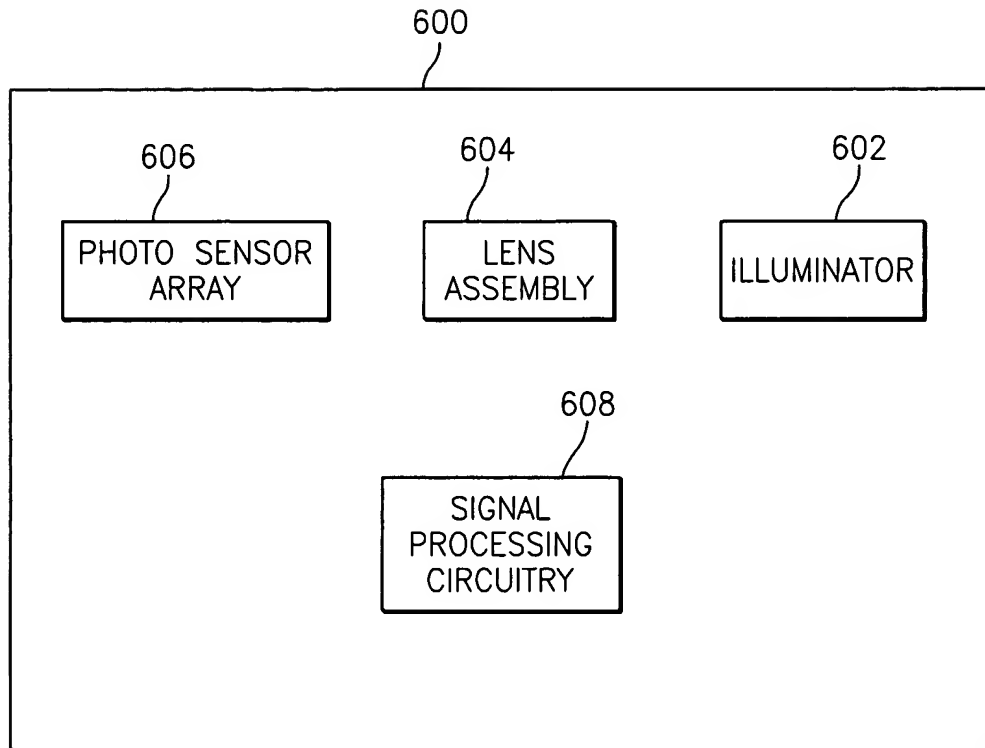 600
606
604
602
PHOTO SENSOR
ARRAY
LENS
ASSEMBLY
ILLUMINATOR
608
SIGNAL
PROCESSING
CIRCUITRY